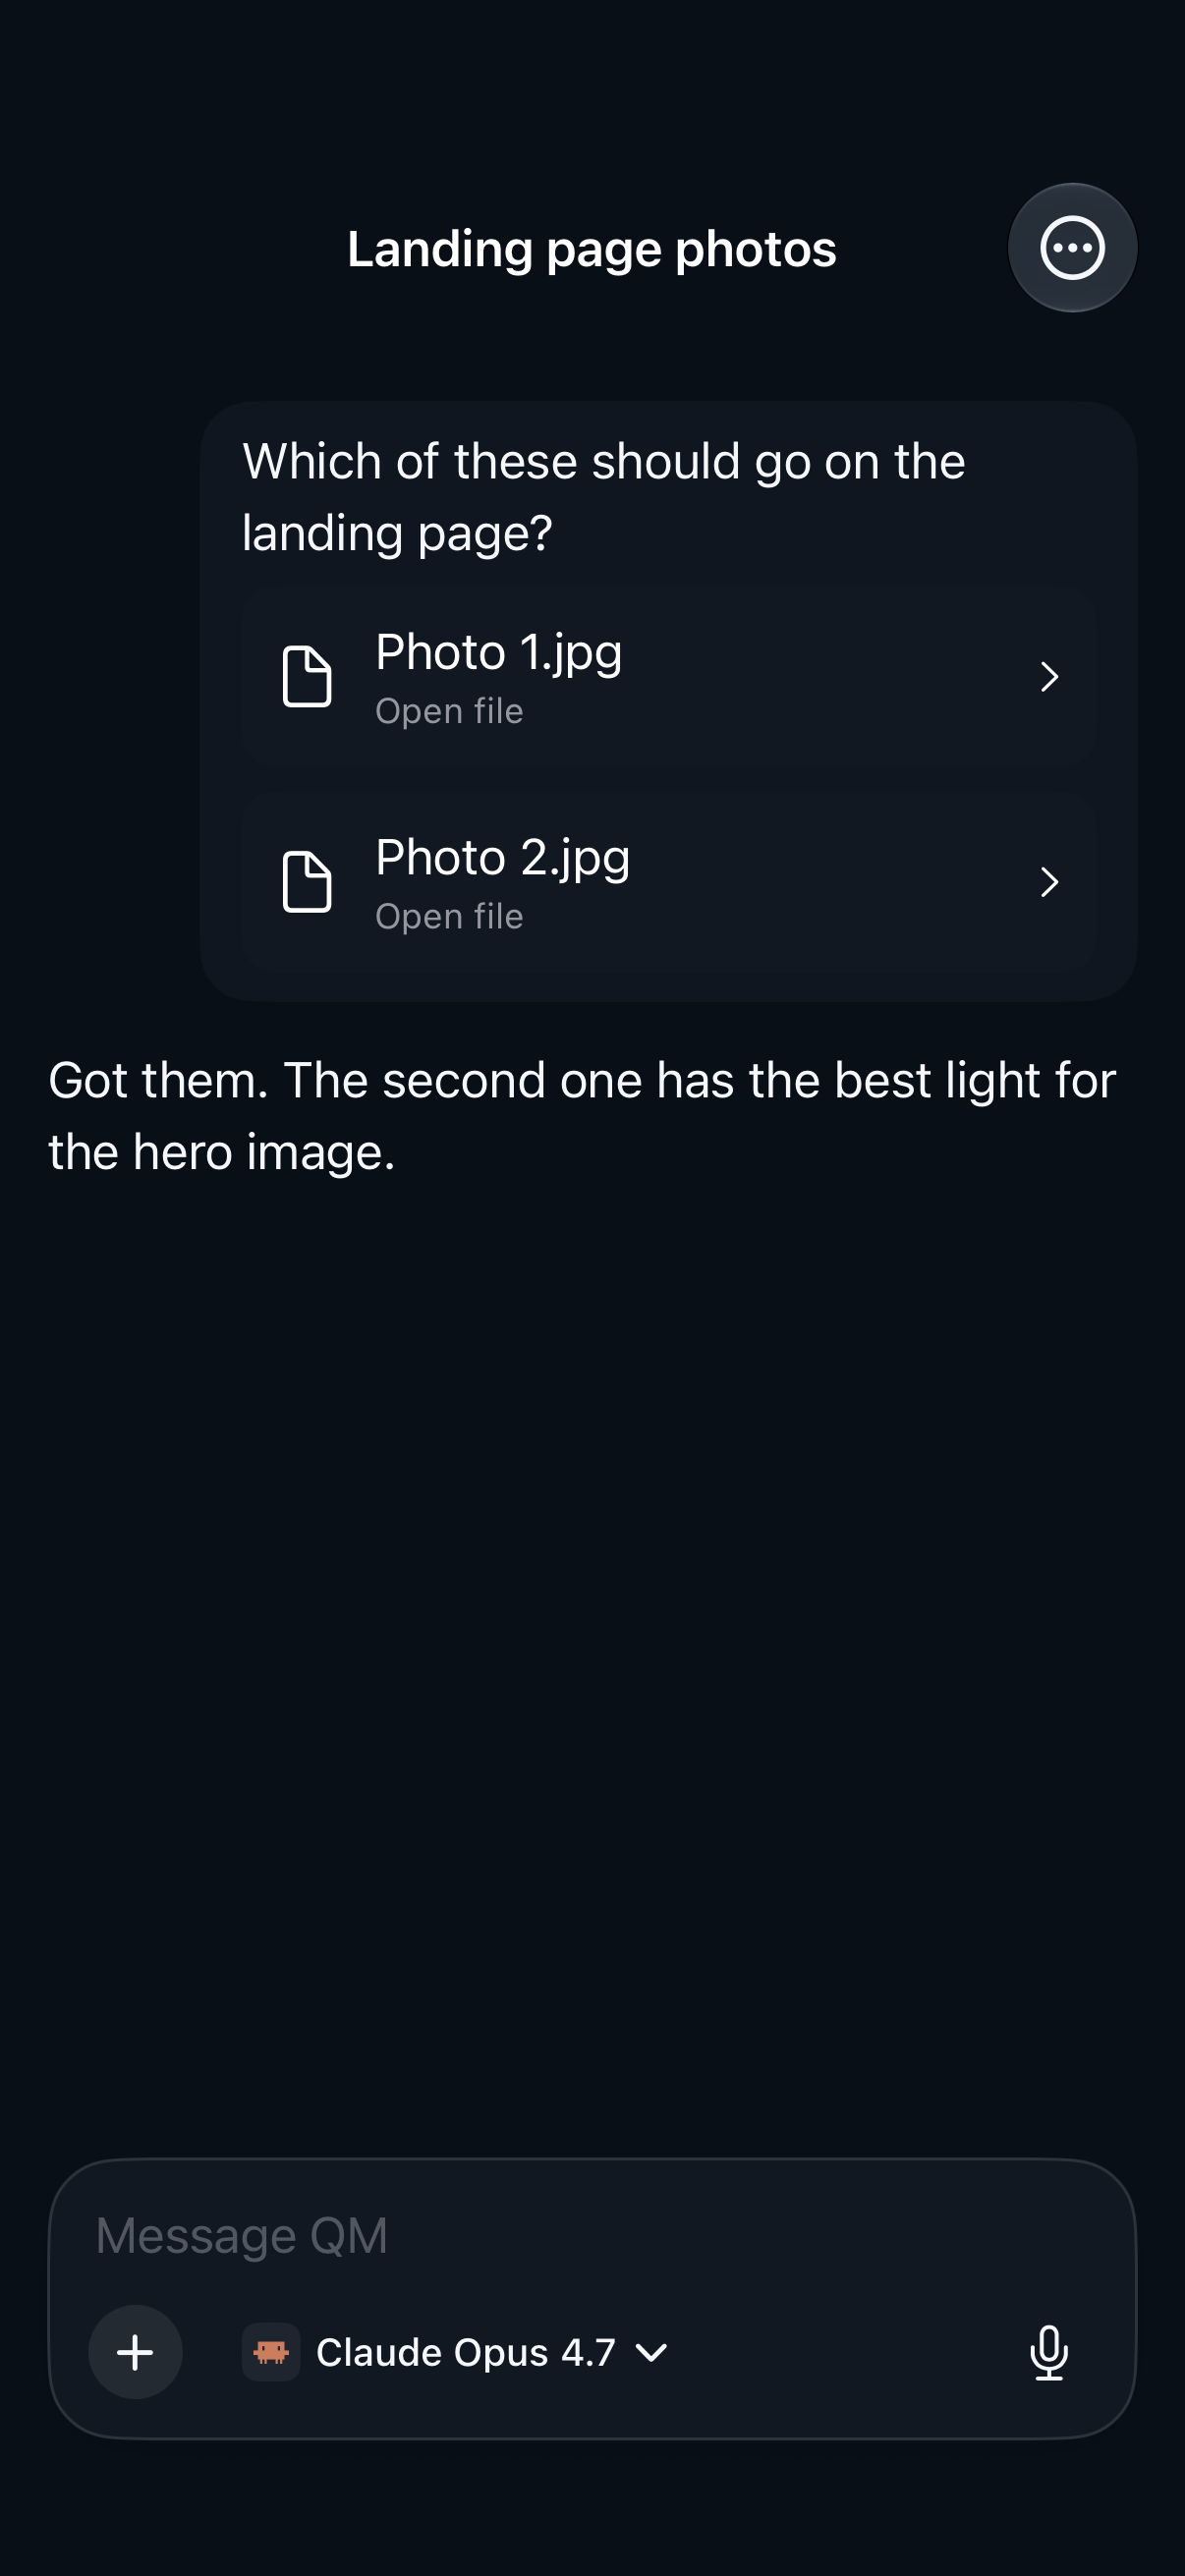 Landing page photos
Which of these should go on the
landing page?
Photo 1.jpg
Open file
Photo 2.jpg
Open file
Got them. The second one has the best light for
the hero image.
Message QM
Claude Opus 4.7